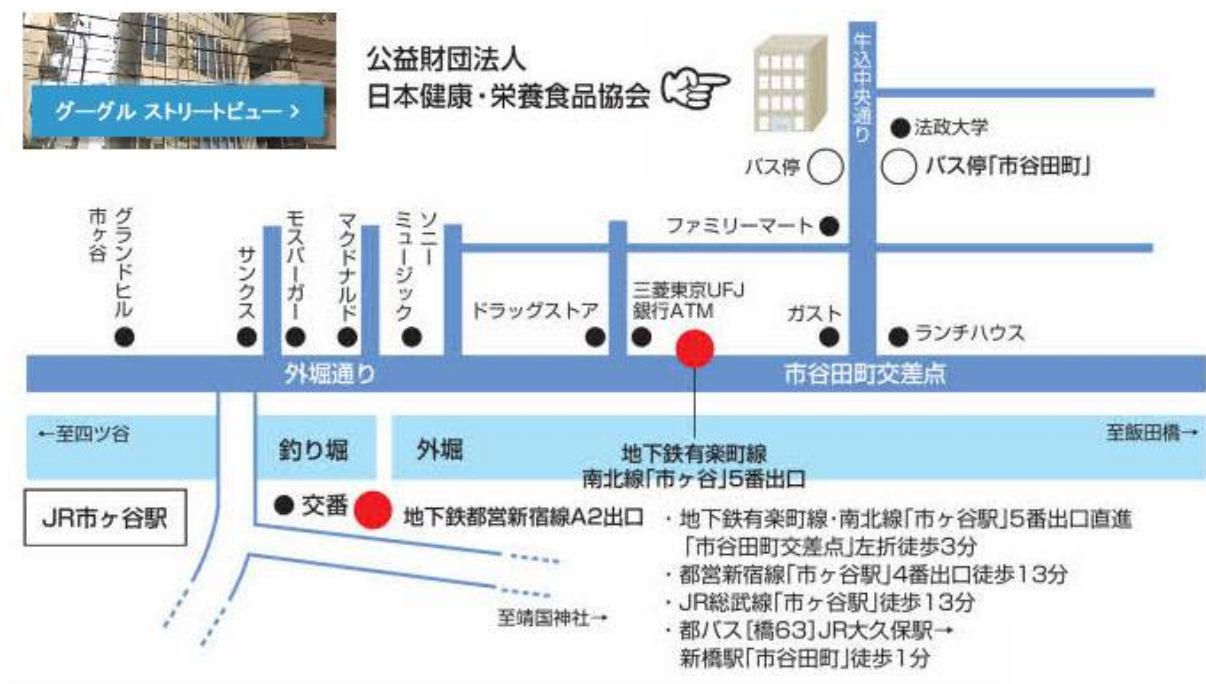 グーグル ストリートビュー >
公益財団法人
日本健康・栄養食品協会
牛込中央通り
法政大学
バス停
バス停「市谷田町」
ファミリーマート
グランドヒル
市ヶ谷
サンクス
モスバーガー
マクドナルド
ソニー
ミュージック
ドラッグストア
三菱東京UFJ
銀行ATM
ガスト
ランチハウス
外堀通り
市谷田町交差点
←至四ツ谷
釣り堀
外堀
至飯田橋→
地下鉄有楽町線
南北線「市ヶ谷」5番出口
JR市ヶ谷駅
交番
地下鉄都営新宿線A2出口
至靖国神社→
・地下鉄有楽町線・南北線「市ヶ谷駅」5番出口直進
「市谷田町交差点」左折徒歩3分
・都営新宿線「市ヶ谷駅」4番出口徒歩13分
・JR総武線「市ヶ谷駅」徒歩13分
・都バス[橋63]JR大久保駅→
新橋駅「市谷田町」徒歩1分